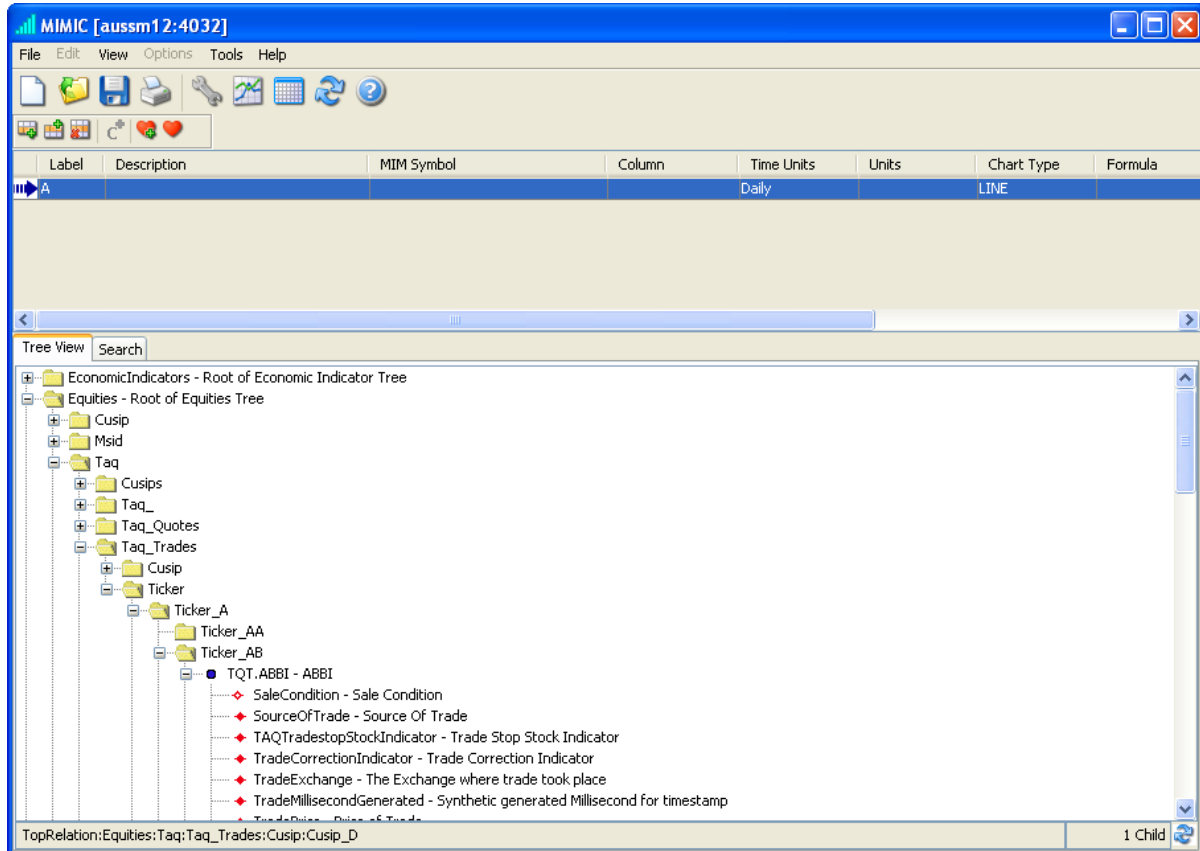 MIMIC [aussm12:4032]
File Edit View Options Tools Help
Label Description MIM Symbol Column Time Units Units Chart Type Formula
A Daily LINE
Tree View Search
EconomicIndicators - Root of Economic Indicator Tree
Equities - Root of Equities Tree
Cusip
Msid
Taq
Cusips
Taq_
Taq_Quotes
Taq_Trades
Cusip
Ticker
Ticker_A
Ticker_AA
Ticker_AB
TQT.ABBI - ABBI
SaleCondition - Sale Condition
SourceOfTrade - Source Of Trade
TAQTradestopStockIndicator - Trade Stop Stock Indicator
TradeCorrectionIndicator - Trade Correction Indicator
TradeExchange - The Exchange where trade took place
TradeMillisecondGenerated - Synthetic generated Millisecond for timestamp
TradePrice - Price of Trade
TopRelation:Equities:Taq:Taq_Trades:Cusip:Cusip_D 1 Child